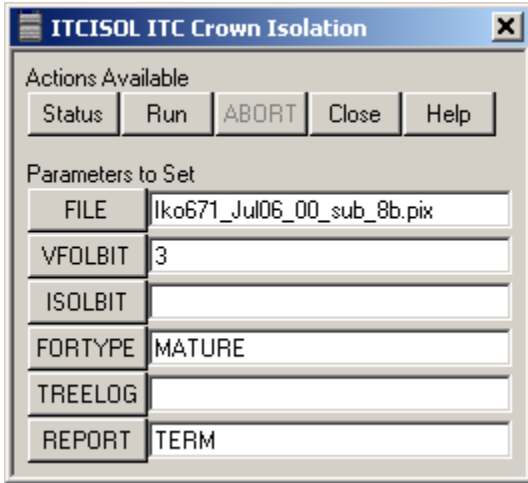 ITCISOL ITC Crown Isolation
Actions Available
Status Run ABORT Close Help
Parameters to Set
FILE Iko671_Jul06_00_sub_8b.pix
VFOLBIT 3
ISOLBIT
FORTYPE MATURE
TREELOG
REPORT TERM